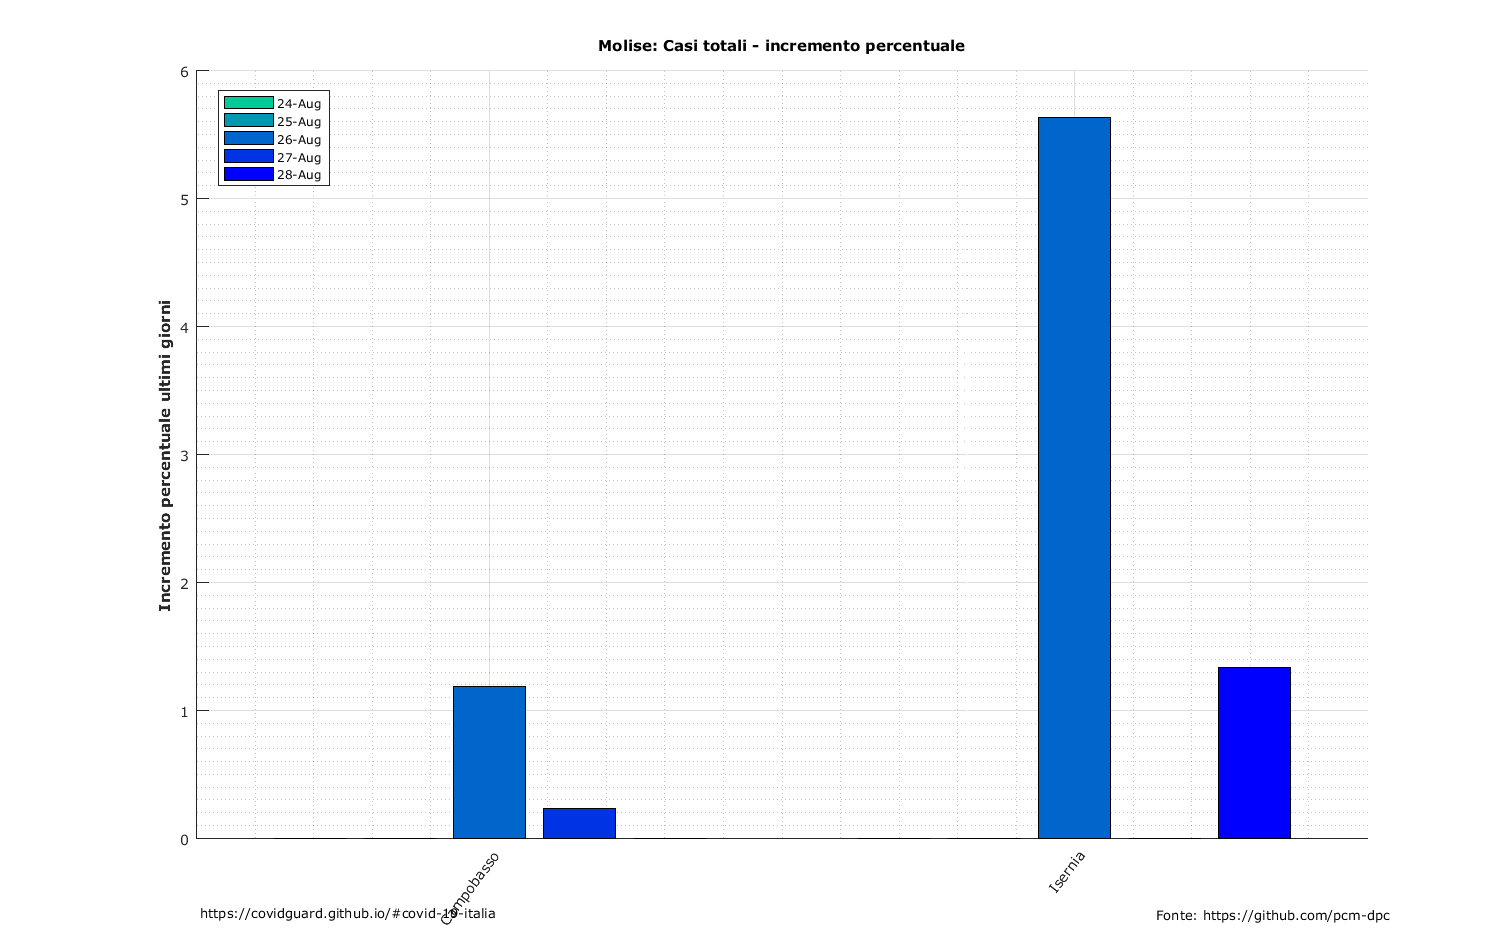 Molise: Casi totali - incremento percentuale
6
5
4
3
2
1
0
Incremento percentuale ultimi giorni
24-Aug
25-Aug
26-Aug
27-Aug
28-Aug
Campobasso
Isernia
https://covidguard.github.io/#covid-19-italia
Fonte: https://github.com/pcm-dpc